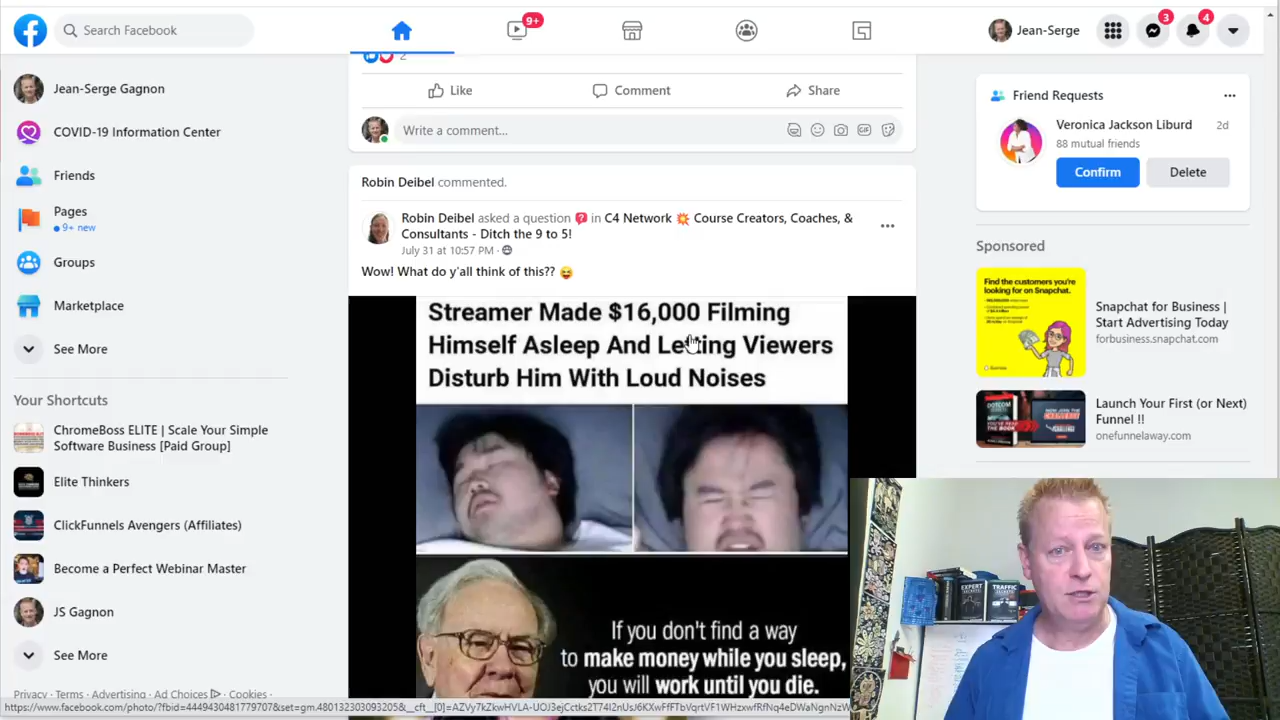 Search Facebook
9+
Jean-Serge
3
4
Jean-Serge Gagnon
COVID-19 Information Center
Friends
Pages
9+ new
Groups
Marketplace
See More
Your Shortcuts
ChromeBoss ELITE | Scale Your Simple
Software Business [Paid Group]
Elite Thinkers
ClickFunnels Avengers (Affiliates)
Become a Perfect Webinar Master
JS Gagnon
See More
Privacy · Terms · Advertising · Ad Choices · Cookies ·
2
Like
Comment
Share
Write a comment...
GIF
Robin Deibel commented.
Robin Deibel asked a question in C4 Network 💥 Course Creators, Coaches, &
Consultants - Ditch the 9 to 5!
July 31 at 10:57 PM ·
Wow! What do y'all think of this?? 😝
Streamer Made $16,000 Filming
Himself Asleep And Letting Viewers
Disturb Him With Loud Noises
If you don't find a way
to make money while you sleep,
you will work until you die.
Friend Requests
Veronica Jackson Liburd
2d
88 mutual friends
Confirm
Delete
Sponsored
Find the customers you're
looking for on Snapchat.
Snapchat for Business |
Start Advertising Today
forbusiness.snapchat.com
DOTCOM
Launch Your First (or Next)
Funnel !!
onefunnelaway.com
EXPERT
TRAFFIC